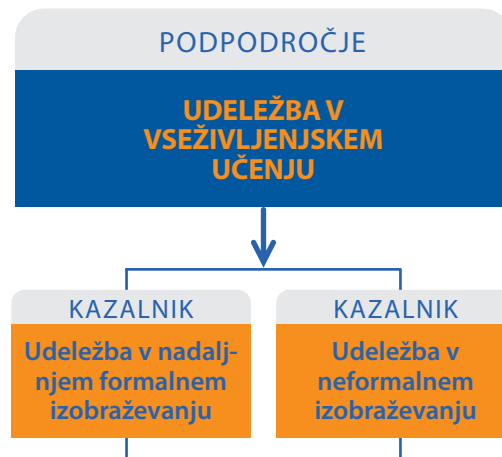 PODPODROČJE
UDELEŽBA V
VSEŽIVLJENJSKEM
UČENJU
KAZALNIK
Udeležba v nadalj-
njem formalnem
izobraževanju
KAZALNIK
Udeležba v
neformalnem
izobraževanju